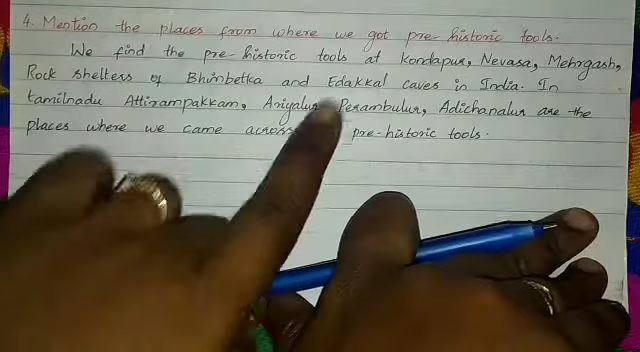 4. Mention the places from where we got pre-historic tools.
We find the pre-historic tools at Kondapur, Nevasa, Mehrgash,
Rock shelters of Bhimbetka and Edakkal caves in India. In
tamilnadu Attirampakkam, Ariyalur Perambulur, Adichanalur are the
places where we came across pre-historic tools.